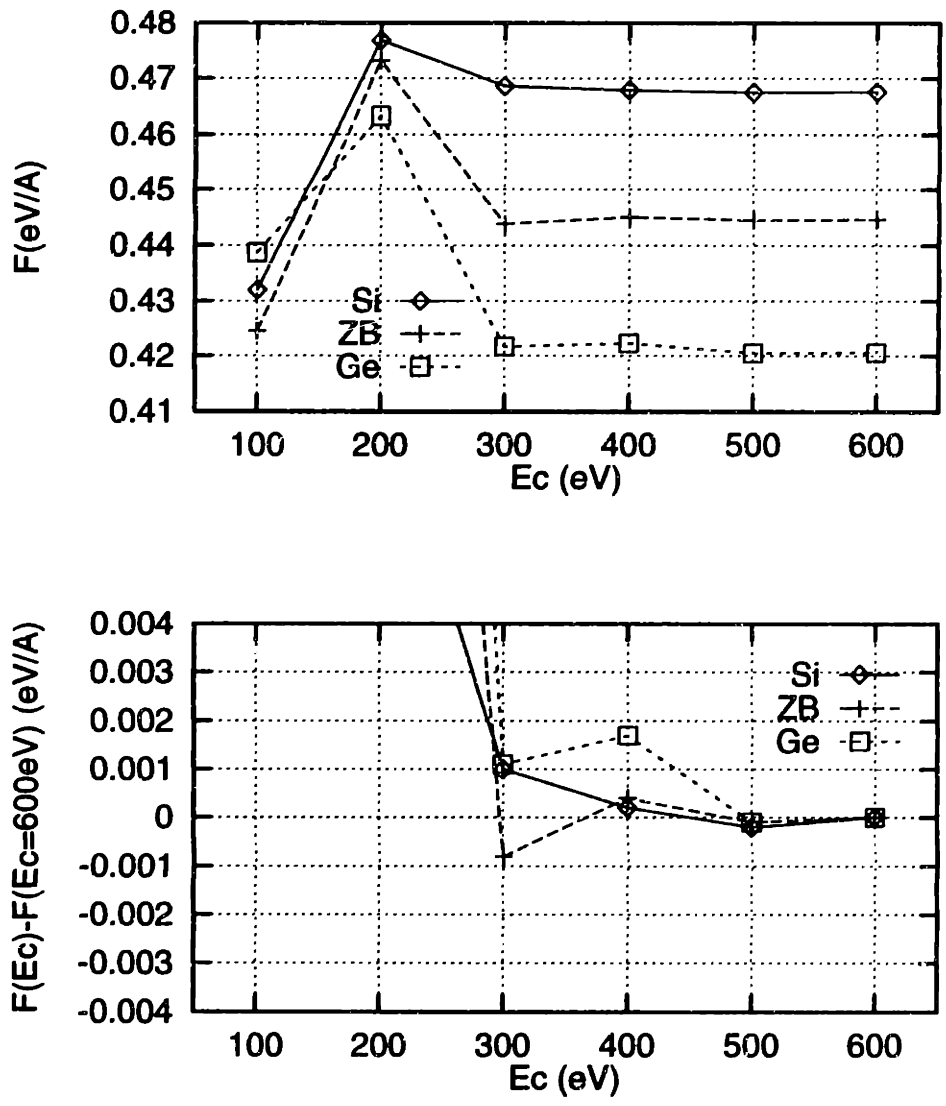 0.48
0.47
0.46
0.45
0.44
0.43
0.42
0.41
F(eV/A)
Si
ZB
Ge
100 200 300 400 500 600
Ec (eV)
0.004
0.003
0.002
0.001
0
-0.001
-0.002
-0.003
-0.004
F(Ec)-F(Ec=600eV) (eV/A)
Si
ZB
Ge
100 200 300 400 500 600
Ec (eV)